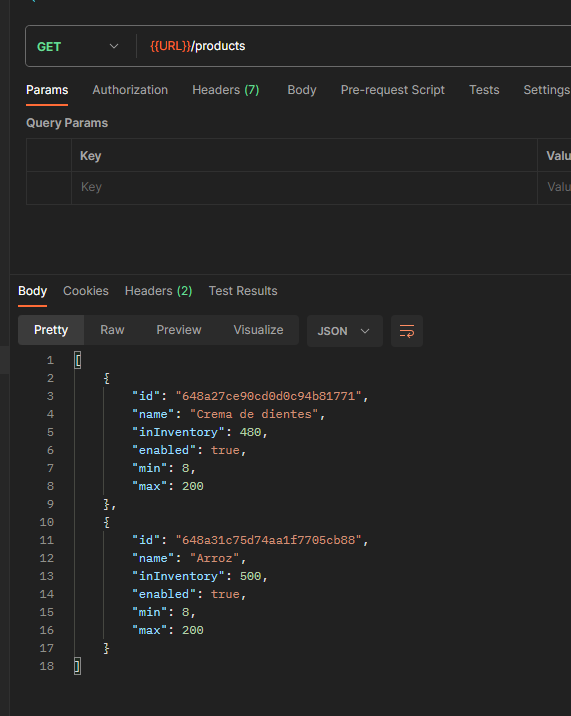 GET {{URL}}/products
Params Authorization Headers (7) Body Pre-request Script Tests Settings
Query Params
Key Valu
Key Valu
Body Cookies Headers (2) Test Results
Pretty Raw Preview Visualize JSON
1 [
2 {
3 "id": "648a27ce90cd0d0c94b81771",
4 "name": "Crema de dientes",
5 "inInventory": 480,
6 "enabled": true,
7 "min": 8,
8 "max": 200
9 },
10 {
11 "id": "648a31c75d74aa1f7705cb88",
12 "name": "Arroz",
13 "inInventory": 500,
14 "enabled": true,
15 "min": 8,
16 "max": 200
17 }
18 ]